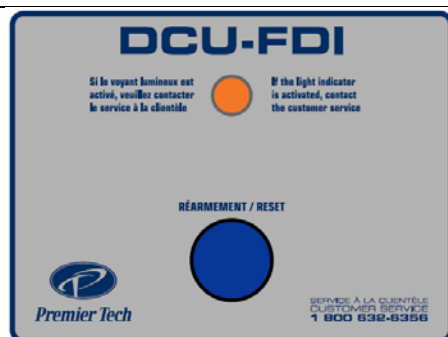 DCU-FDI
Si le voyant lumineux est
activé, veuillez contacter
le service à la clientèle
If the light indicator
is activated, contact
the customer service
RÉARMEMENT / RESET
Premier Tech
SERVICE À LA CLIENTÈLE
CUSTOMER SERVICE
1 800 632-6356